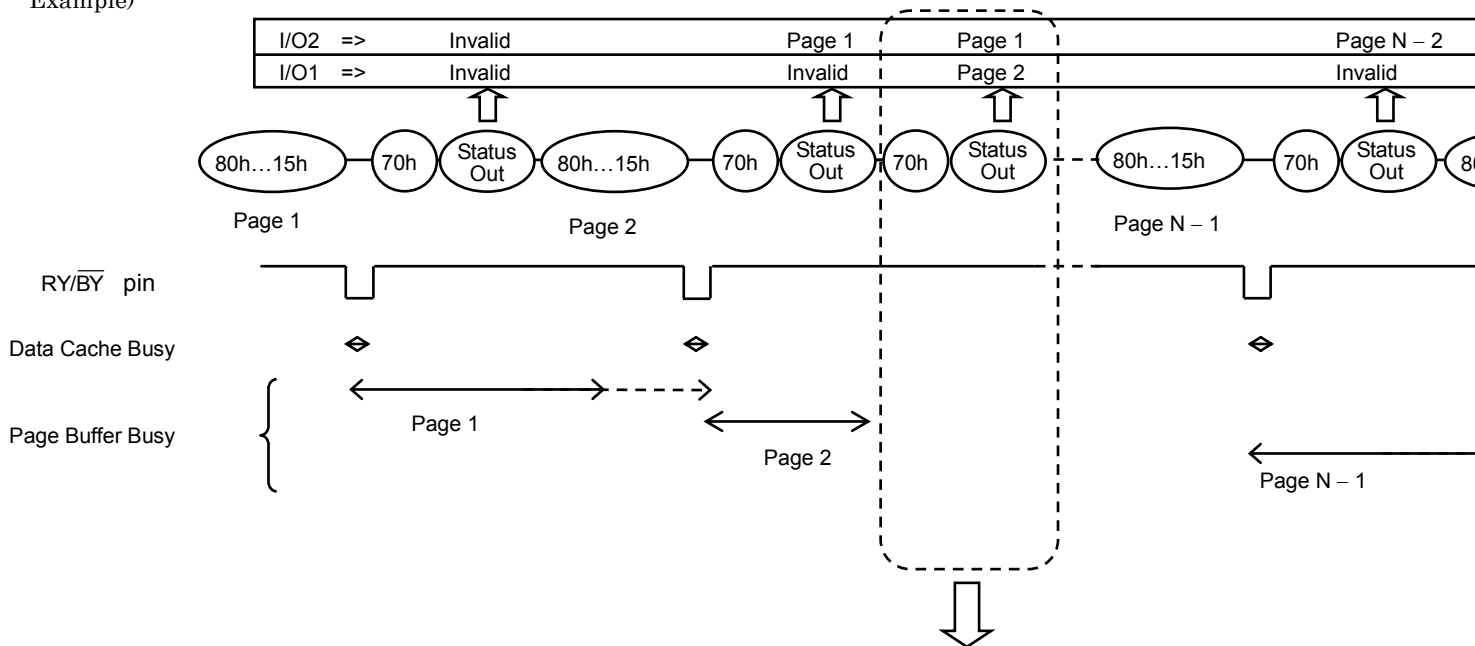 Example)
I/O2 => Invalid Page 1 Page 1 Page N – 2
I/O1 => Invalid Invalid Page 2 Invalid
80h…15h 70h Status Out 80h…15h 70h Status Out 70h Status Out 80h…15h 70h Status Out
Page 1 Page 2 Page N – 1
RY/BY pin
Data Cache Busy
Page Buffer Busy
Page 1
Page 2
Page N – 1